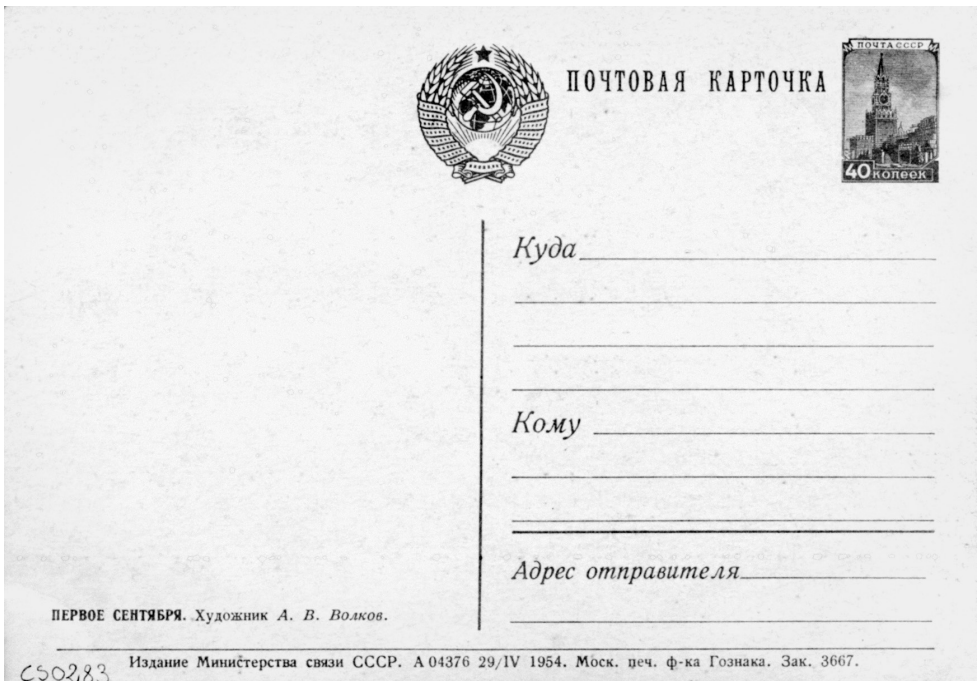 ПОЧТА СССР
ПОЧТОВАЯ КАРТОЧКА
40 КОПЕЕК
Куда
Кому
Адрес отправителя
ПЕРВОЕ СЕНТЯБРЯ. Художник А. В. Волков.
Издание Министерства связи СССР. А 04376 29/IV 1954. Моск. печ. ф-ка Гознака. Зак. 3667.
CS0283